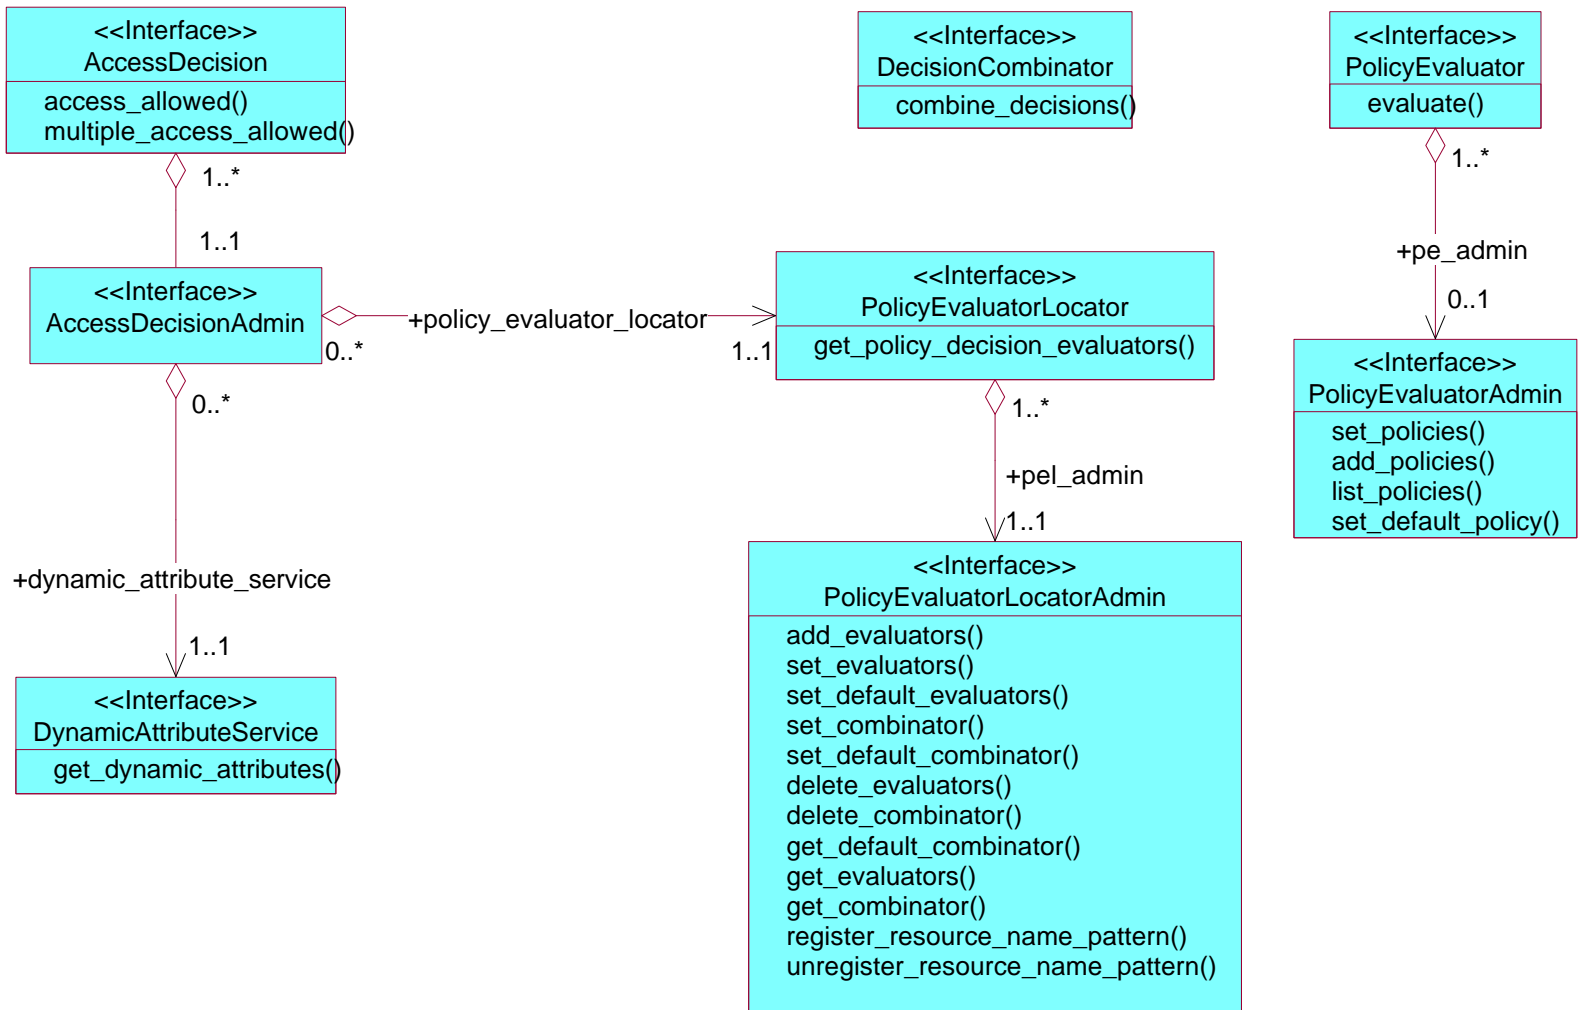 <<Interface>>
AccessDecision
access_allowed()
multiple_access_allowed()
1..*
1..1
<<Interface>>
AccessDecisionAdmin
0..*
+policy_evaluator_locator
1..1
0..*
+dynamic_attribute_service
1..1
<<Interface>>
DynamicAttributeService
get_dynamic_attributes()
<<Interface>>
DecisionCombinator
combine_decisions()
<<Interface>>
PolicyEvaluatorLocator
get_policy_decision_evaluators()
1..*
+pel_admin
1..1
<<Interface>>
PolicyEvaluatorLocatorAdmin
add_evaluators()
set_evaluators()
set_default_evaluators()
set_combinator()
set_default_combinator()
delete_evaluators()
delete_combinator()
get_default_combinator()
get_evaluators()
get_combinator()
register_resource_name_pattern()
unregister_resource_name_pattern()
<<Interface>>
PolicyEvaluator
evaluate()
1..*
+pe_admin
0..1
<<Interface>>
PolicyEvaluatorAdmin
set_policies()
add_policies()
list_policies()
set_default_policy()